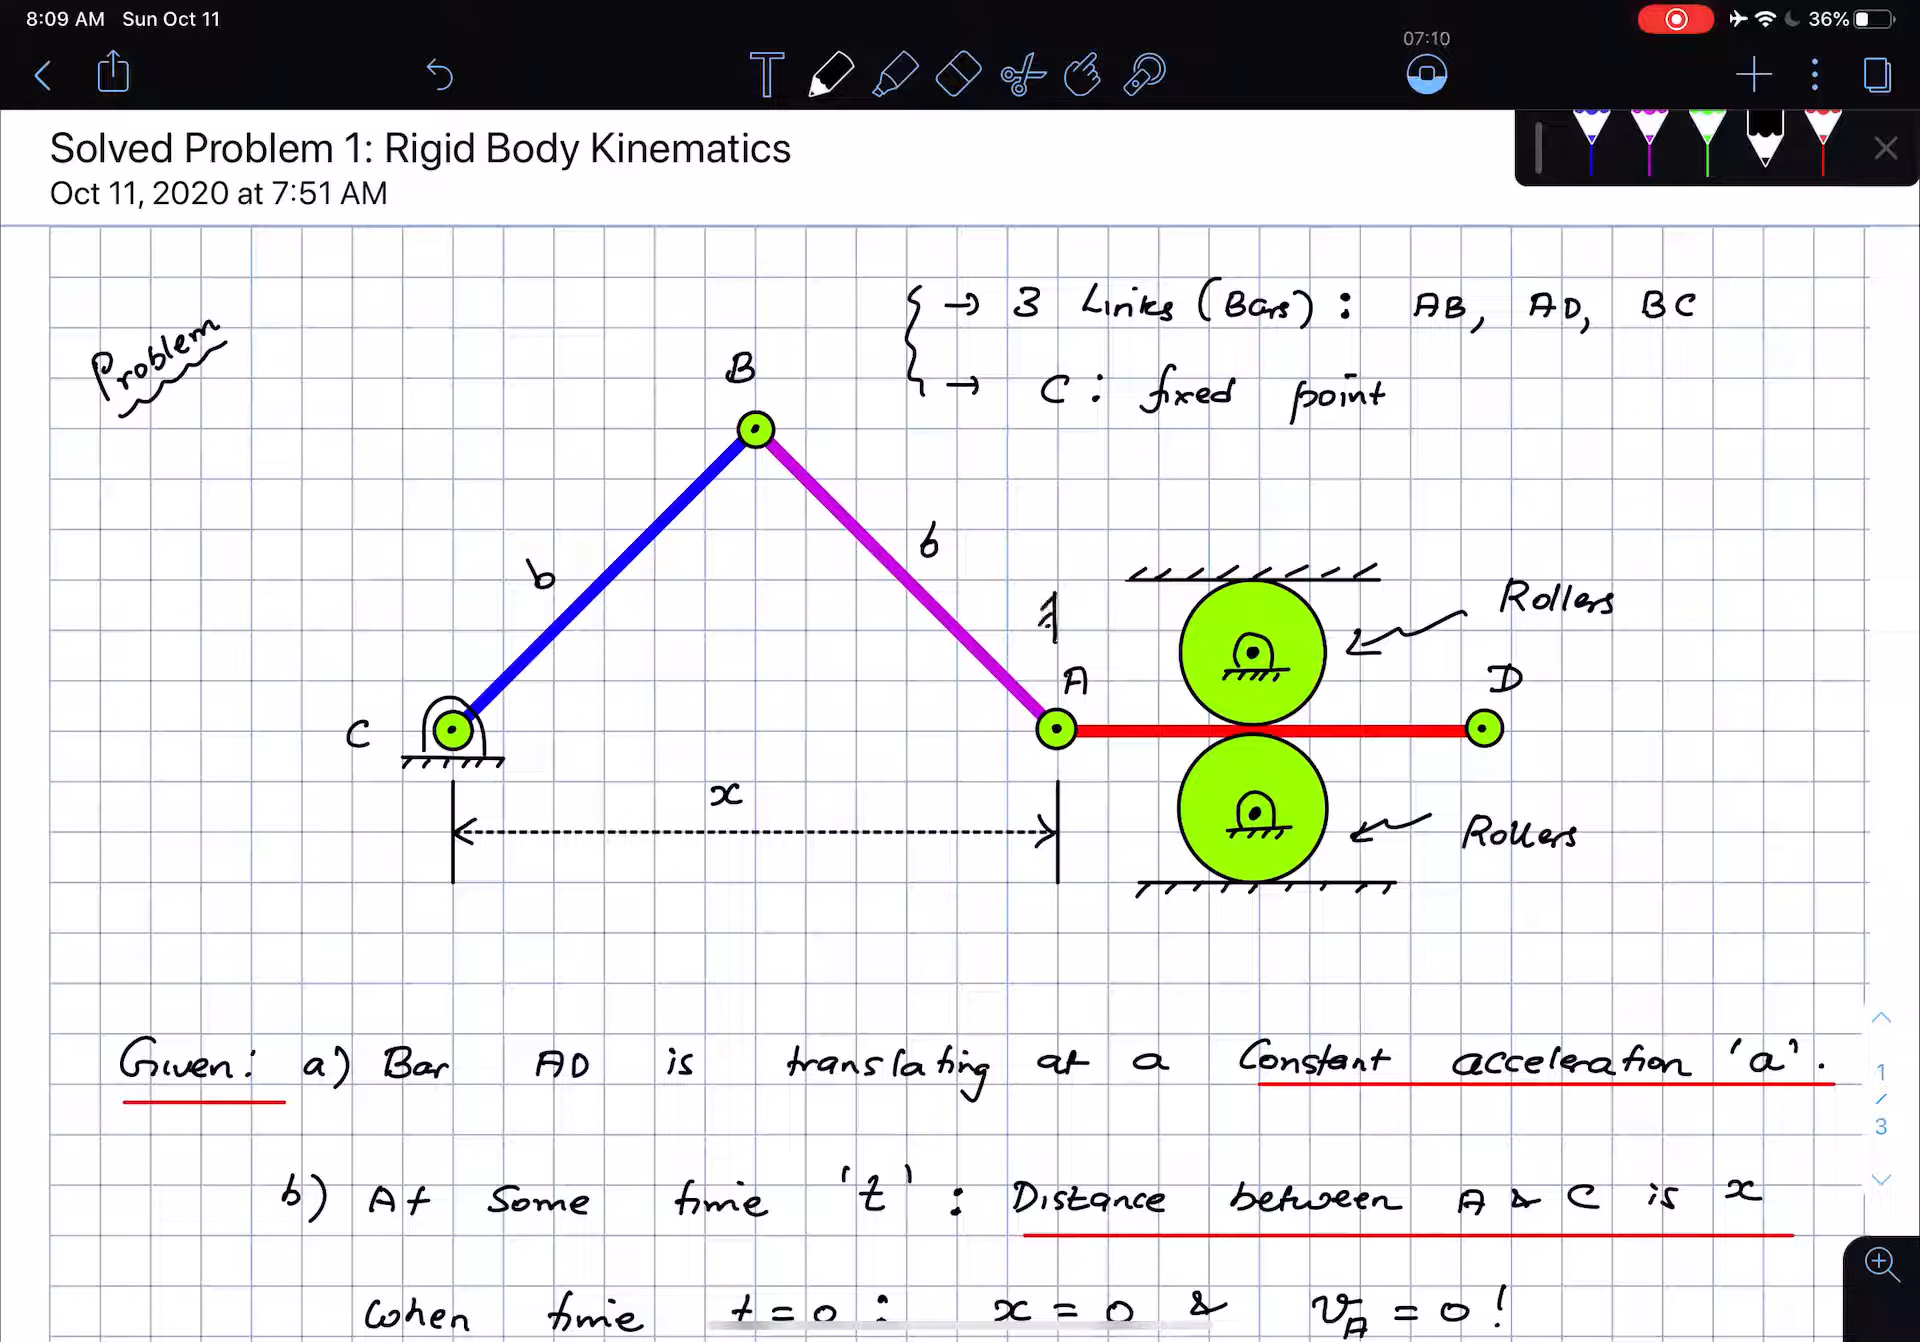 8:09 AM Sun Oct 11
36%
07:10
Solved Problem 1: Rigid Body Kinematics
Oct 11, 2020 at 7:51 AM
Problem
→ 3 Links (Bars) : AB, AD, BC
→ C : fixed point
B
b
b
Rollers
A
D
C
x
Rollers
Given: a) Bar AD is translating at a Constant acceleration 'a'.
b) At Some time 't' : Distance between A & C is x
when time t = 0 : x = 0 & v_A = 0 !
1
/
3